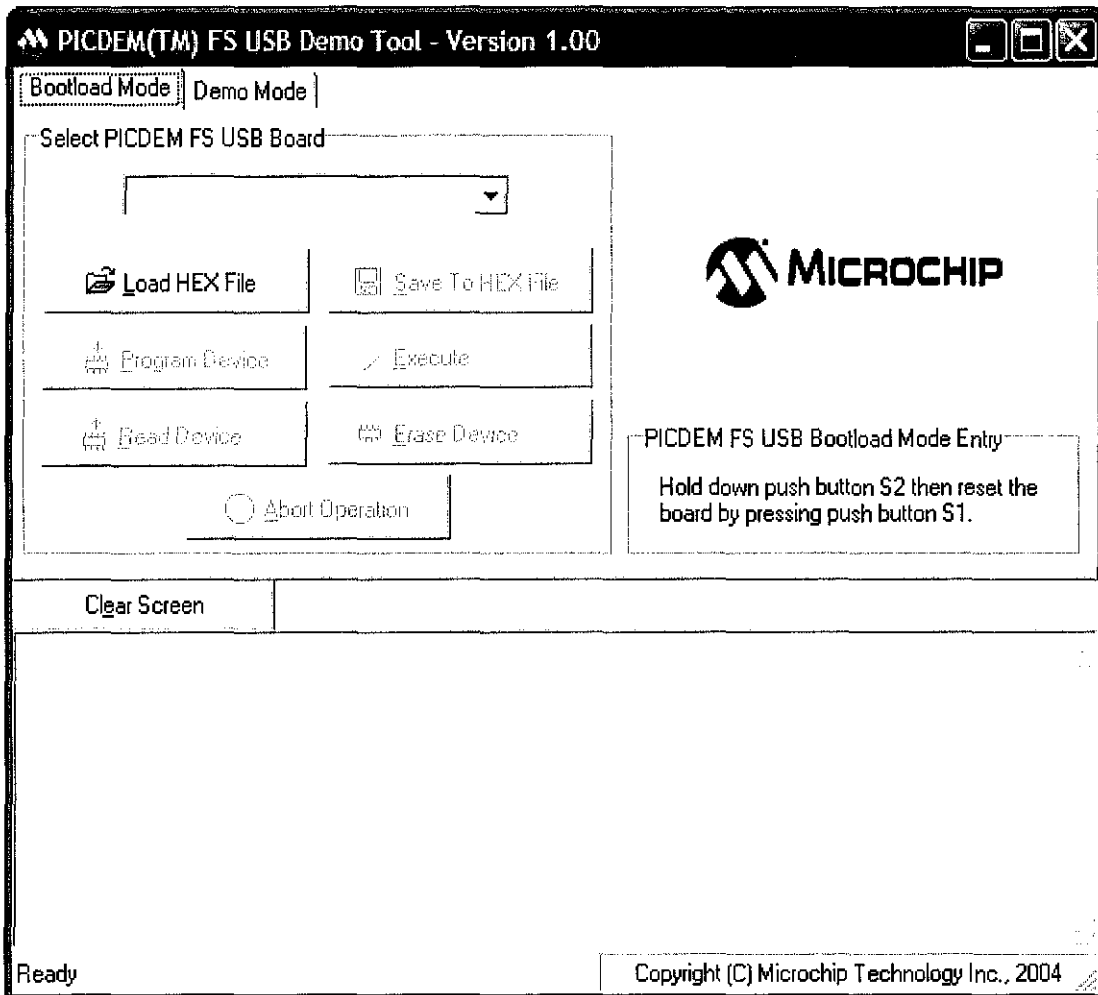 PICDEM(TM) FS USB Demo Tool - Version 1.00
Bootload Mode Demo Mode
Select PICDEM FS USB Board
Load HEX File Save To HEX File
Program Device Execute
Read Device Erase Device
Abort Operation
MICROCHIP
PICDEM FS USB Bootload Mode Entry
Hold down push button S2 then reset the
board by pressing push button S1.
Clear Screen
Ready Copyright (C) Microchip Technology Inc., 2004